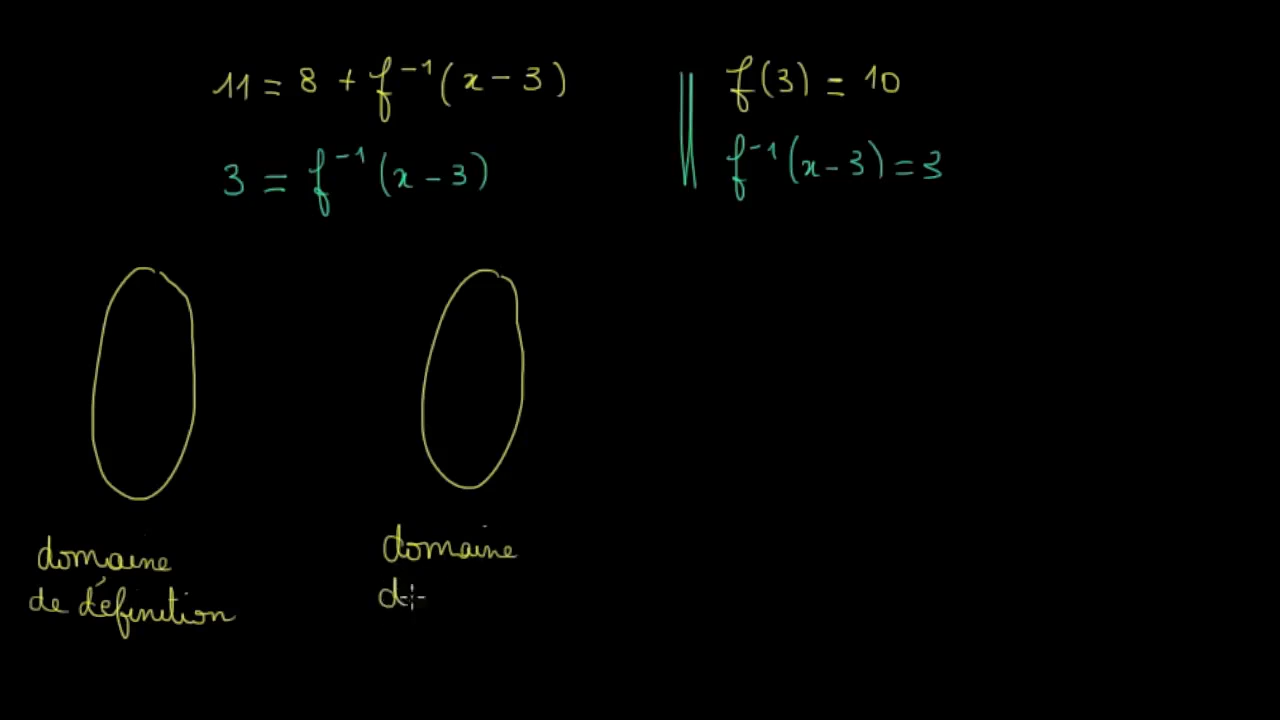 11 = 8 + f⁻¹(x - 3)
f(3) = 10
3 = f⁻¹(x - 3)
f⁻¹(x - 3) = 3
domaine
de définition
domaine
d